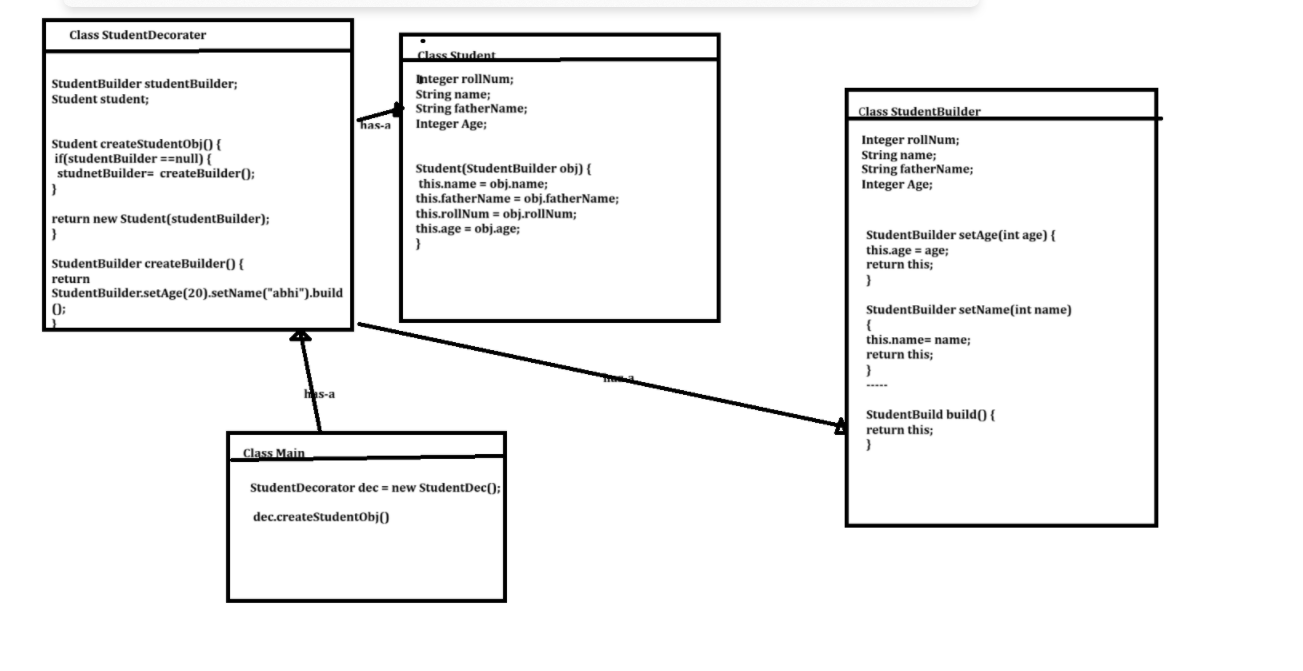 Class StudentDecorater
StudentBuilder studentBuilder;
Student student;
Student createStudentObj() {
if(studentBuilder ==null) {
studnetBuilder= createBuilder();
}
return new Student(studentBuilder);
}
StudentBuilder createBuilder() {
return
StudentBuilder.setAge(20).setName("abhi").build
();
}
has-a
Class Student
Integer rollNum;
String name;
String fatherName;
Integer Age;
Student(StudentBuilder obj) {
this.name = obj.name;
this.fatherName = obj.fatherName;
this.rollNum = obj.rollNum;
this.age = obj.age;
}
Class StudentBuilder
Integer rollNum;
String name;
String fatherName;
Integer Age;
StudentBuilder setAge(int age) {
this.age = age;
return this;
}
StudentBuilder setName(int name)
{
this.name= name;
return this;
}
-----
StudentBuild build() {
return this;
}
has-a
has-a
Class Main
StudentDecorator dec = new StudentDec();
dec.createStudentObj()